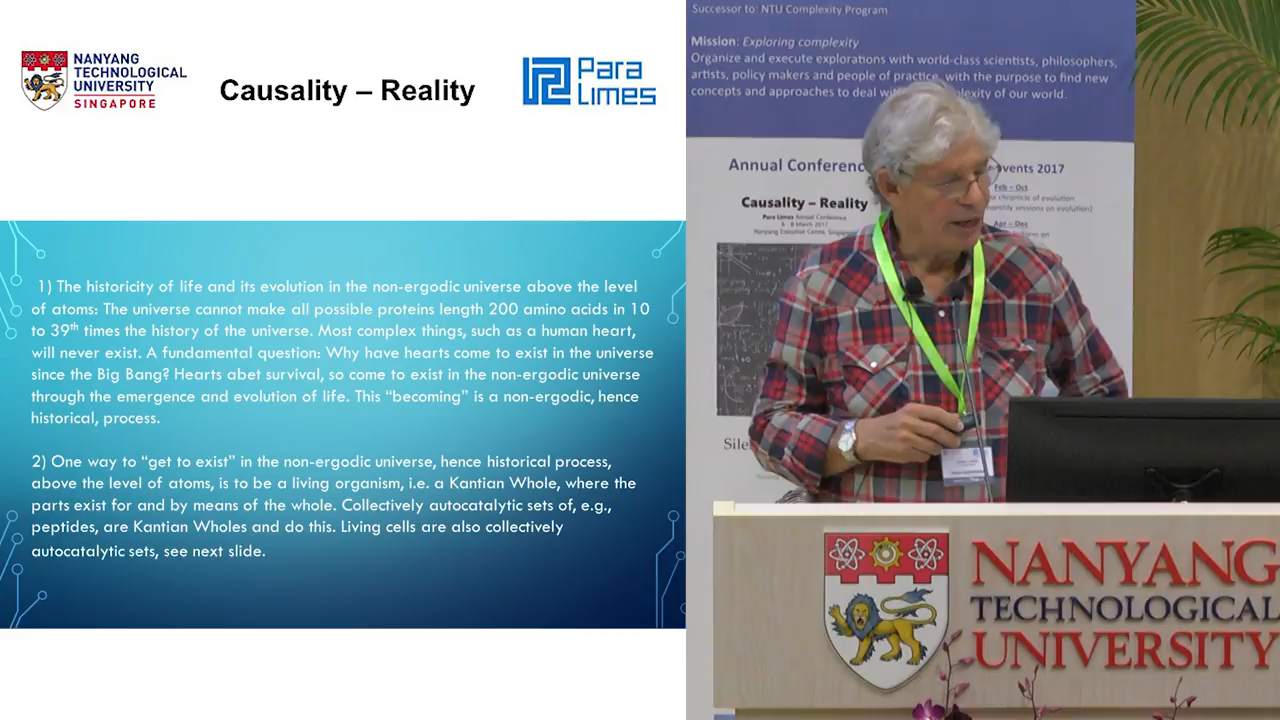 NANYANG
TECHNOLOGICAL
UNIVERSITY
SINGAPORE
Causality – Reality
Para
Limes
1) The historicity of life and its evolution in the non-ergodic universe above the level
of atoms: The universe cannot make all possible proteins length 200 amino acids in 10
to 39th times the history of the universe. Most complex things, such as a human heart,
will never exist. A fundamental question: Why have hearts come to exist in the universe
since the Big Bang? Hearts abet survival, so come to exist in the non-ergodic universe
through the emergence and evolution of life. This “becoming” is a non-ergodic, hence
historical, process.
2) One way to “get to exist” in the non-ergodic universe, hence historical process,
above the level of atoms, is to be a living organism, i.e. a Kantian Whole, where the
parts exist for and by means of the whole. Collectively autocatalytic sets of, e.g.,
peptides, are Kantian Wholes and do this. Living cells are also collectively
autocatalytic sets, see next slide.
Successor to: NTU Complexity Program
Mission: Exploring complexity
Organize and execute explorations with world-class scientists, philosophers,
artists, policy makers and people of practice, with the purpose to find new
concepts and approaches to deal of our world.
Annual 2017
Causality – Reality
Para Limes Annual Conference
6 - 8 March 2017
Feb – Oct
chronicle of evolution
sessions on evolution)
Apr – Dec
NANYANG
TECHNOLOGICAL
UNIVERSITY